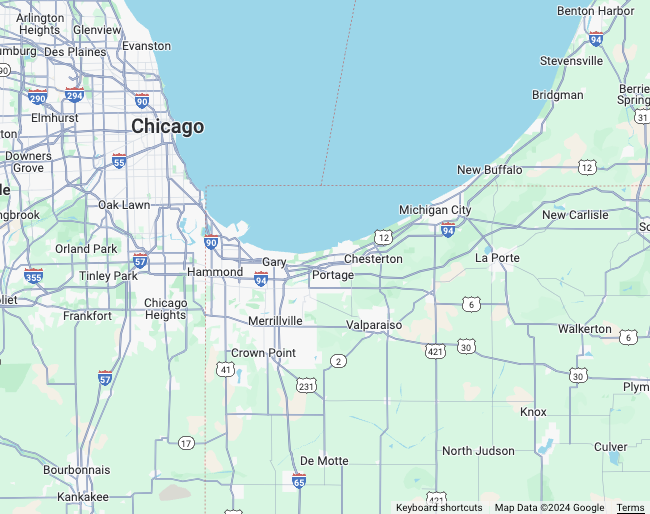 Benton Harbor
Arlington
Heights
Glenview
Evanston
94
Des Plaines
Stevensville
90
290
294
90
Bridgman
Elmhurst
Chicago
31
Downers
Grove
55
12
New Buffalo
Oak Lawn
Michigan City
New Carlisle
90
12
94
Orland Park
57
Gary
Chesterton
La Porte
355
Tinley Park
Hammond
94
Portage
Chicago
Heights
6
Frankfort
Merrillville
Valparaiso
Walkerton
6
Crown Point
2
421
30
41
57
231
30
Knox
17
North Judson
Culver
De Motte
Bourbonnais
65
Kankakee
421
Keyboard shortcuts
Map Data ©2024 Google
Terms